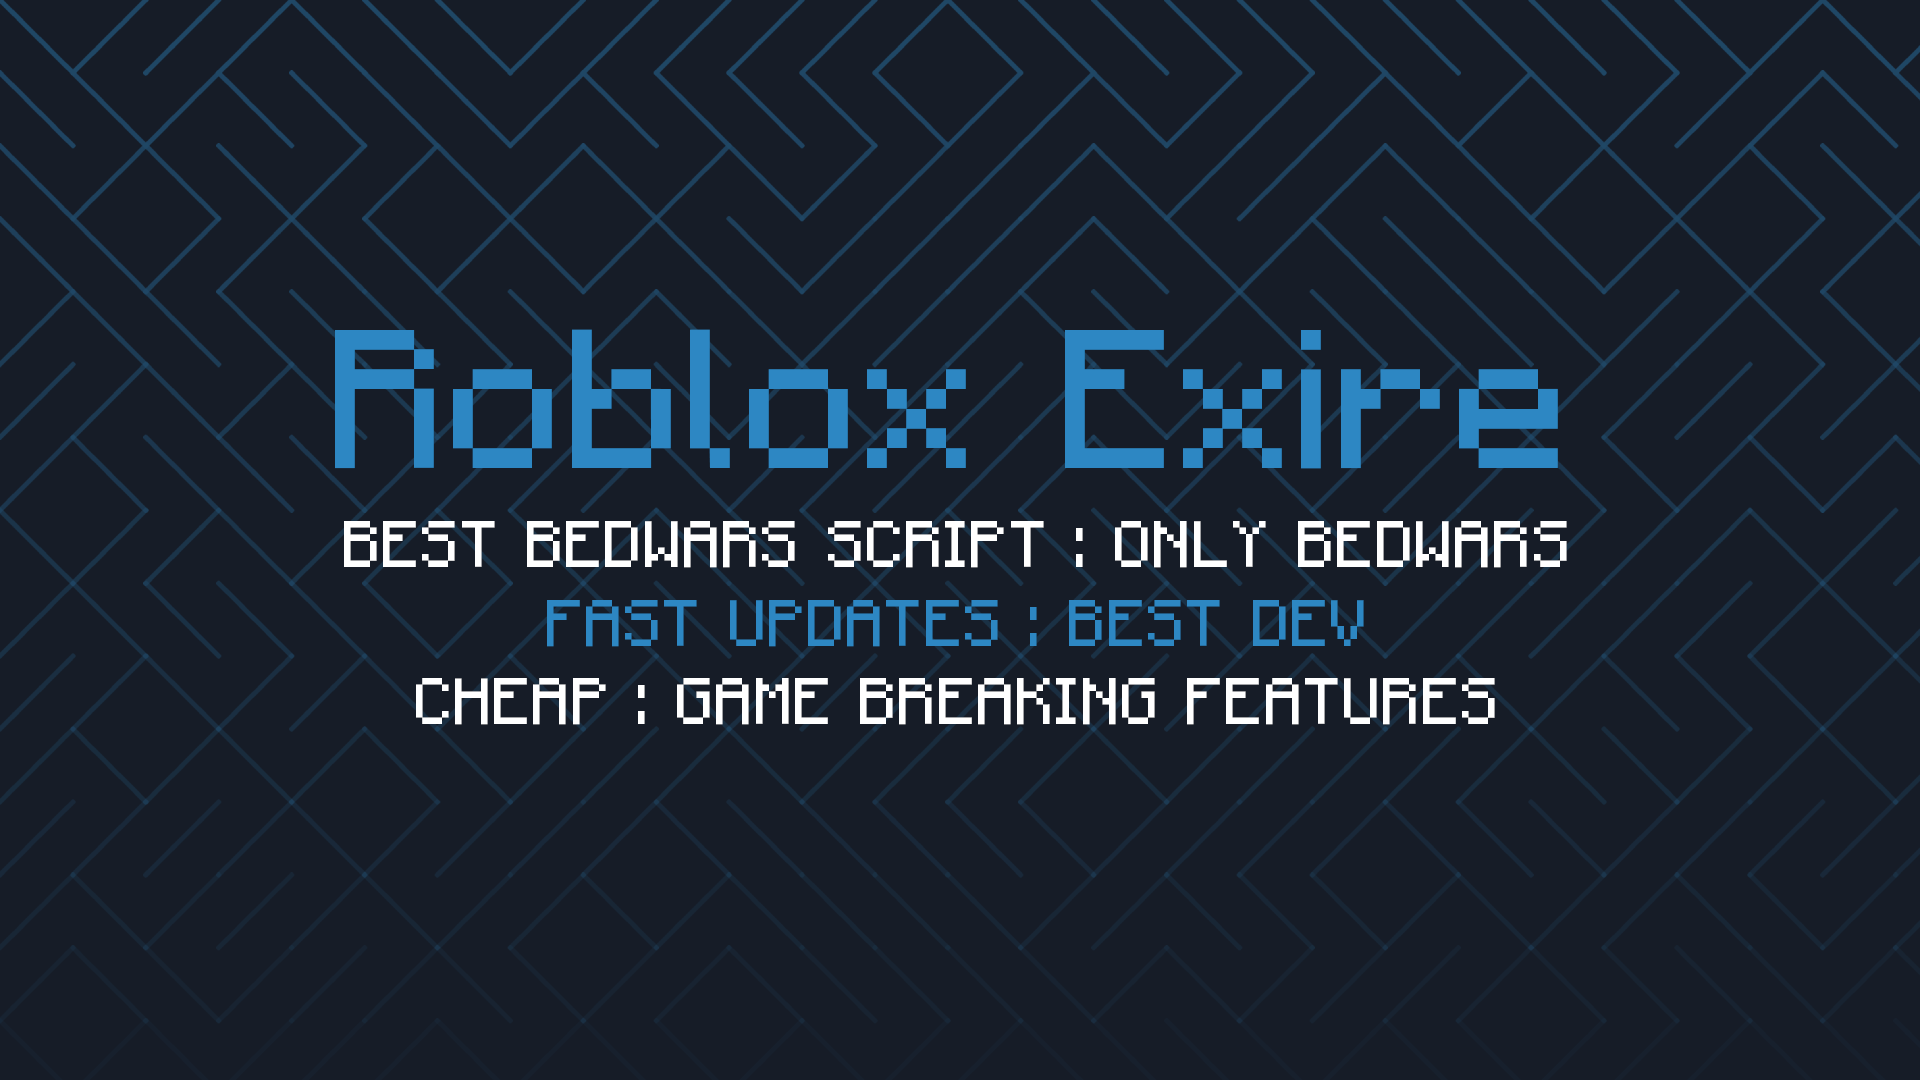 Roblox Exire
BEST BEDWARS SCRIPT : ONLY BEDWARS
FAST UPDATES : BEST DEV
CHEAP : GAME BREAKING FEATURES